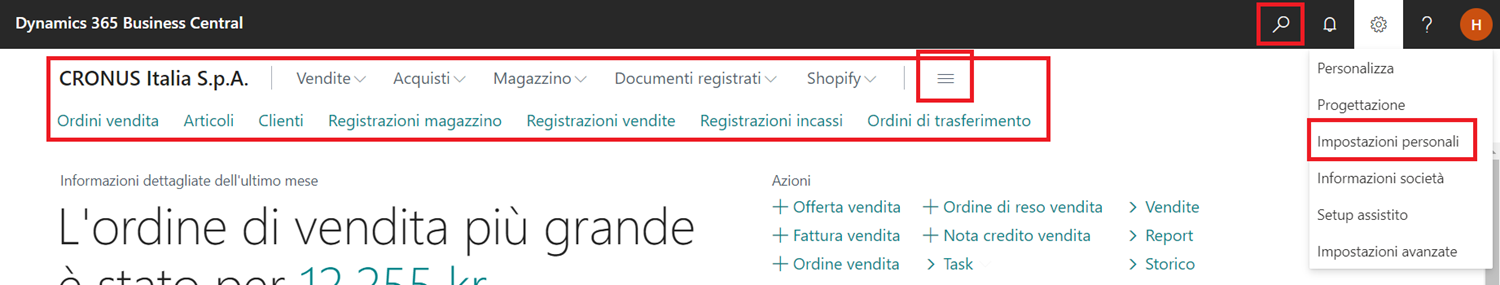 Dynamics 365 Business Central
?
H
CRONUS Italia S.p.A.
Vendite
Acquisti
Magazzino
Documenti registrati
Shopify
Ordini vendita
Articoli
Clienti
Registrazioni magazzino
Registrazioni vendite
Registrazioni incassi
Ordini di trasferimento
Personalizza
Progettazione
Impostazioni personali
Informazioni società
Setup assistito
Impostazioni avanzate
Informazioni dettagliate dell'ultimo mese
L'ordine di vendita più grande
è stato per 12.255 kr
Azioni
+ Offerta vendita
+ Ordine di reso vendita
> Vendite
+ Fattura vendita
+ Nota credito vendita
> Report
+ Ordine vendita
> Task
> Storico